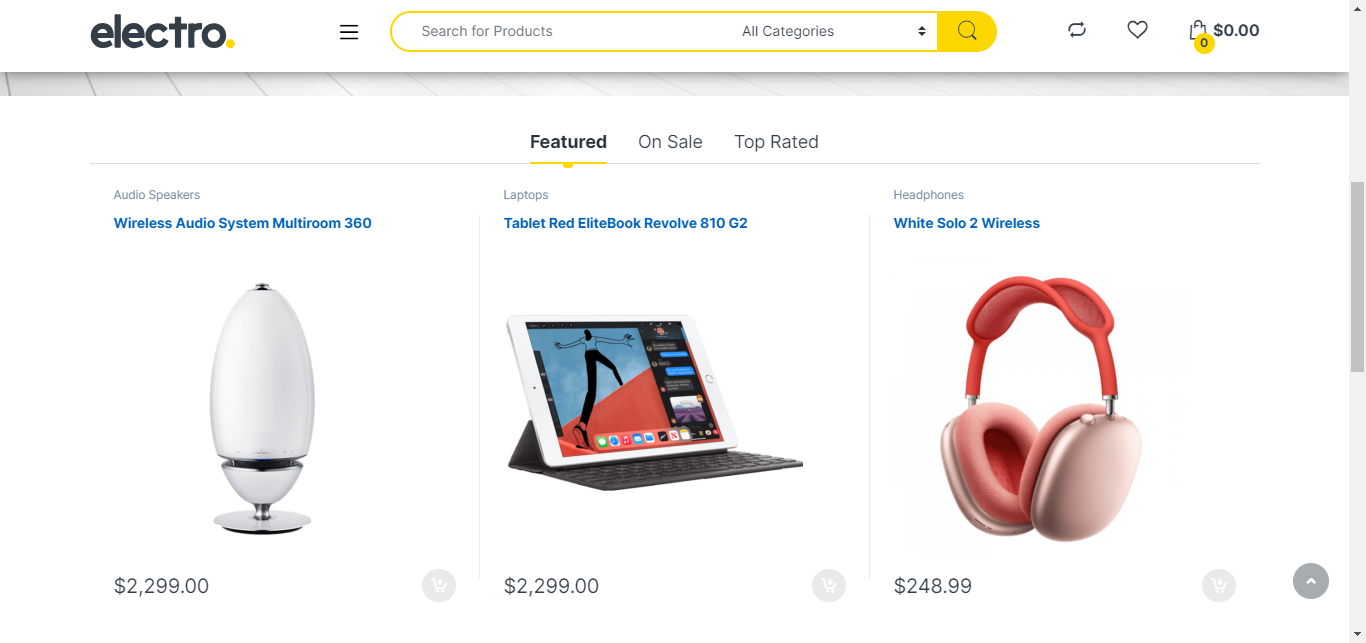 electro.
Search for Products
All Categories
0
$0.00
Featured
On Sale
Top Rated
Audio Speakers
Wireless Audio System Multiroom 360
$2,299.00
Laptops
Tablet Red EliteBook Revolve 810 G2
$2,299.00
Headphones
White Solo 2 Wireless
$248.99